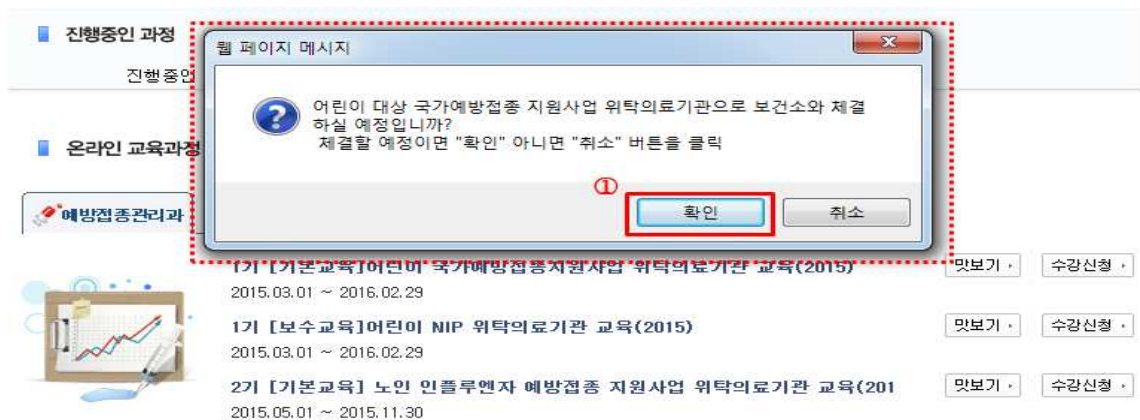 진행중인 과정
진행중인
웹 페이지 메시지
어린이 대상 국가예방접종 지원사업 위탁의료기관으로 보건소와 체결
하실 예정입니까?
체결할 예정이면 "확인" 아니면 "취소" 버튼을 클릭
①
확인 취소
온라인 교육과정
예방접종관리과
1기 [기본교육]어린이 국가예방접종지원사업 위탁의료기관 교육(2015) 맛보기 수강신청
2015.03.01 ~ 2016.02.29
1기 [보수교육]어린이 NIP 위탁의료기관 교육(2015) 맛보기 수강신청
2015.03.01 ~ 2016.02.29
2기 [기본교육] 노인 인플루엔자 예방접종 지원사업 위탁의료기관 교육(201 맛보기 수강신청
2015.05.01 ~ 2015.11.30